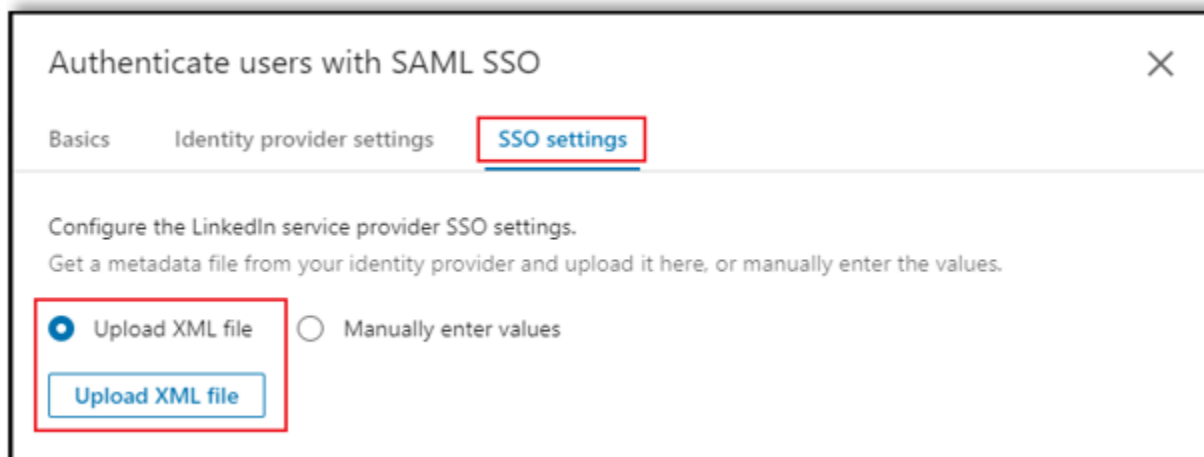 Authenticate users with SAML SSO
Basics Identity provider settings SSO settings
Configure the LinkedIn service provider SSO settings.
Get a metadata file from your identity provider and upload it here, or manually enter the values.
Upload XML file Manually enter values
Upload XML file